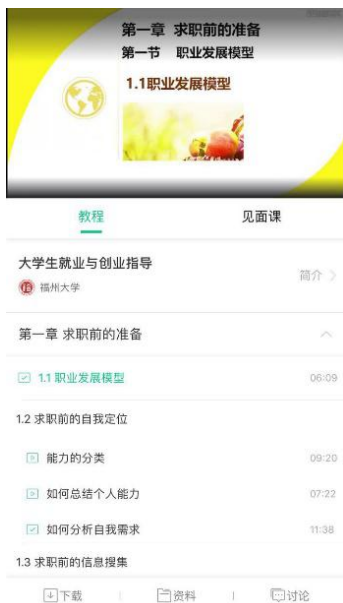 第一章 求职前的准备
第一节 职业发展模型
1.1职业发展模型
教程 见面课
大学生就业与创业指导
简介
福州大学
第一章 求职前的准备
1.1 职业发展模型 06:09
1.2 求职前的自我定位
能力的分类 09:20
如何总结个人能力 07:22
如何分析自我需求 11:38
1.3 求职前的信息搜集
下载 资料 讨论